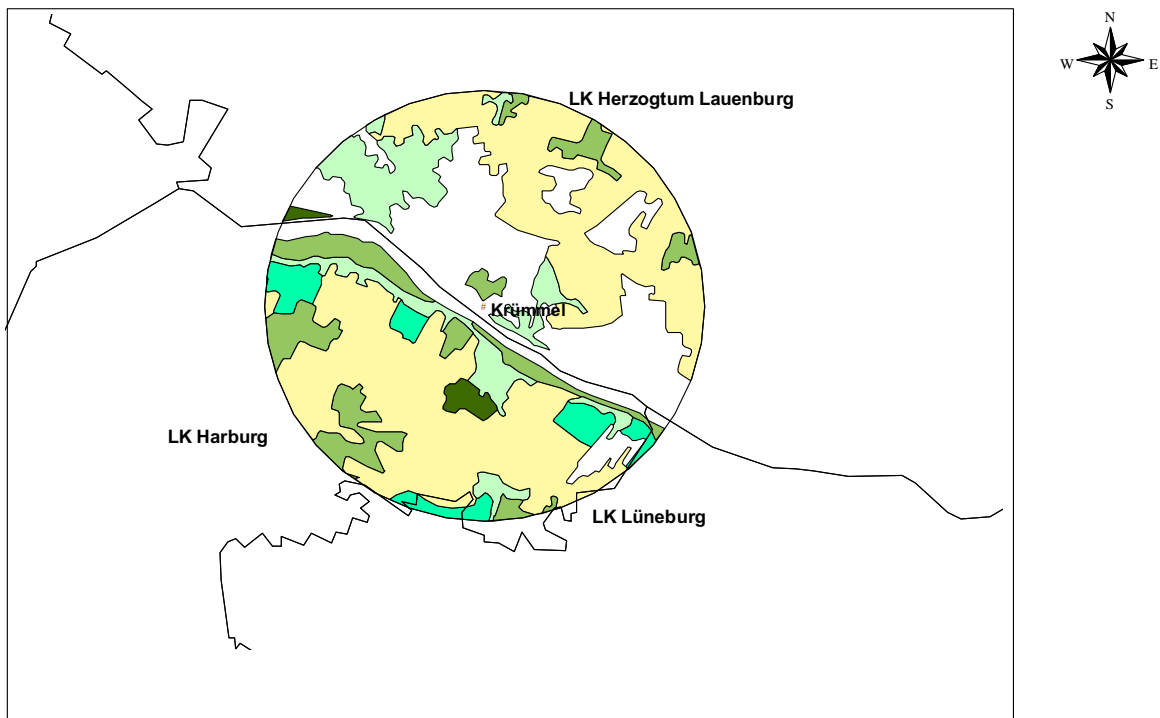 N
W E
S
LK Herzogtum Lauenburg
# Krümmel
LK Harburg
LK Lüneburg